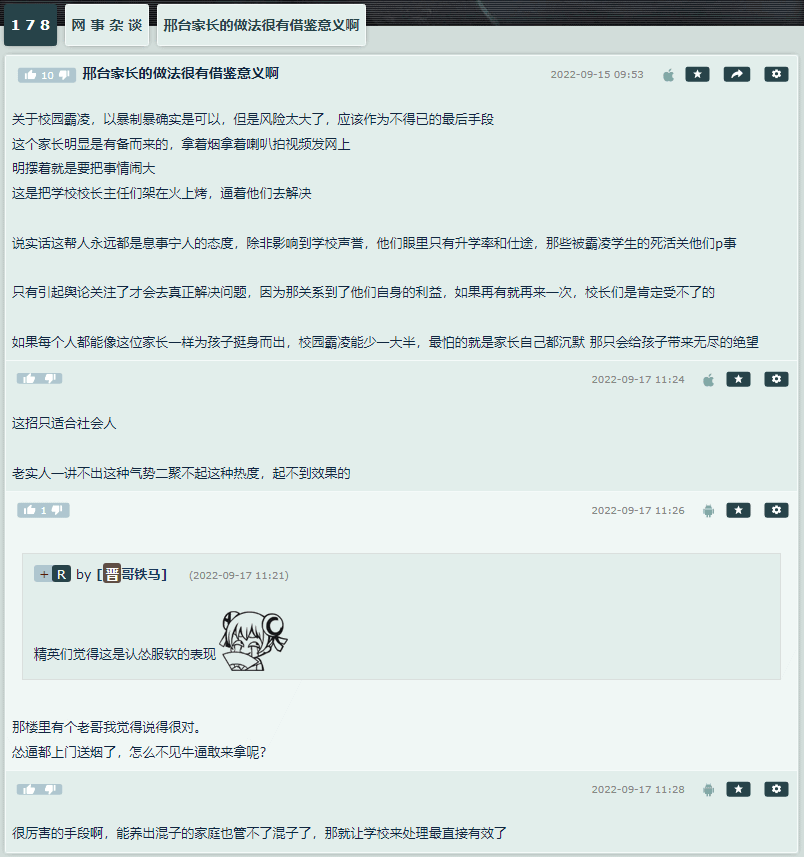 178
网事杂谈
邢台家长的做法很有借鉴意义啊
10 邢台家长的做法很有借鉴意义啊 2022-09-15 09:53
关于校园霸凌，以暴制暴确实是可以，但是风险太大了，应该作为不得已的最后手段
这个家长明显是有备而来的，拿着烟拿着喇叭拍视频发网上
明摆着就是要把事情闹大
这是把学校校长主任们架在火上烤，逼着他们去解决
说实话这帮人永远都是息事宁人的态度，除非影响到学校声誉，他们眼里只有升学率和仕途，那些被霸凌学生的死活关他们p事
只有引起舆论关注了才会去真正解决问题，因为那关系到了他们自身的利益，如果再有就再来一次，校长们是肯定受不了的
如果每个人都能像这位家长一样为孩子挺身而出，校园霸凌能少一大半，最怕的就是家长自己都沉默 那只会给孩子带来无尽的绝望
2022-09-17 11:24
这招只适合社会人
老实人一讲不出这种气势二聚不起这种热度，起不到效果的
1 2022-09-17 11:26
+ R by [晋哥铁马] (2022-09-17 11:21)
精英们觉得这是认怂服软的表现
那楼里有个老哥我觉得说得很对。
怂逼都上门送烟了，怎么不见牛逼敢来拿呢？
2022-09-17 11:28
很厉害的手段啊，能养出混子的家庭也管不了混子了，那就让学校来处理最直接有效了